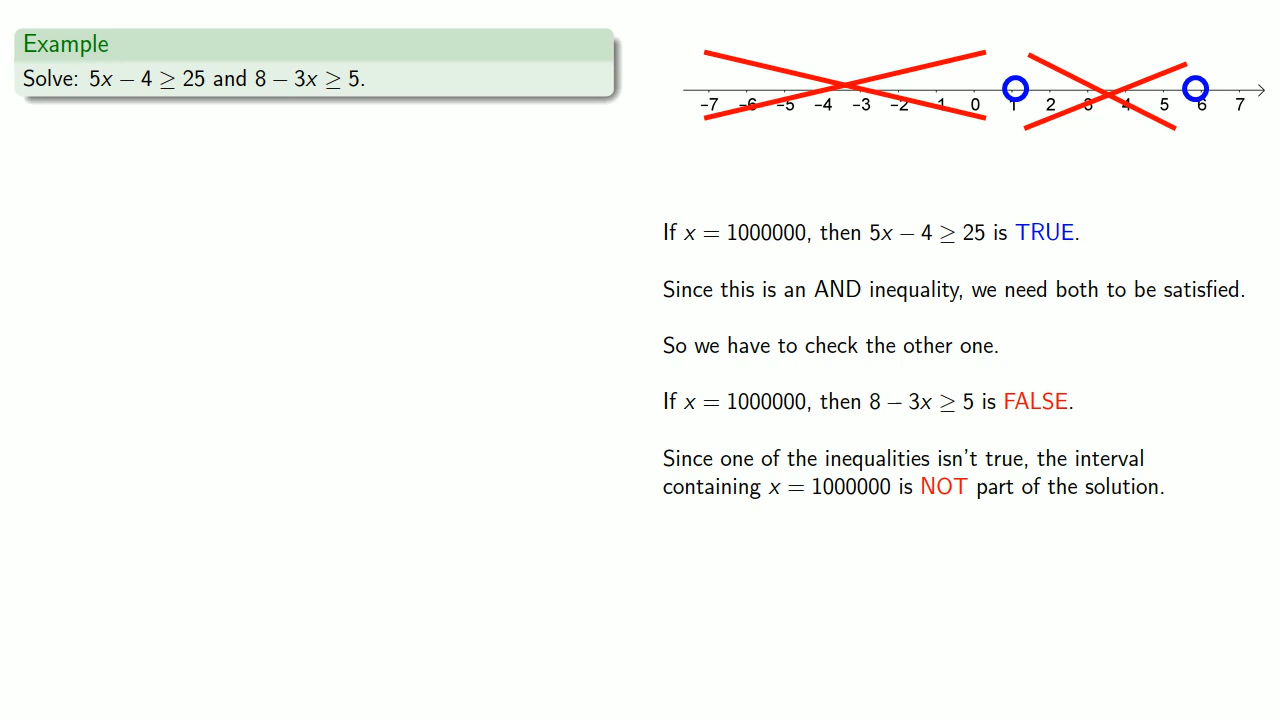 Example
Solve: 5x − 4 ≥ 25 and 8 − 3x ≥ 5.
−7 −6 −5 −4 −3 −2 −1 0 1 2 3 4 5 6 7
If x = 1000000, then 5x − 4 ≥ 25 is TRUE.
Since this is an AND inequality, we need both to be satisfied.
So we have to check the other one.
If x = 1000000, then 8 − 3x ≥ 5 is FALSE.
Since one of the inequalities isn't true, the interval
containing x = 1000000 is NOT part of the solution.